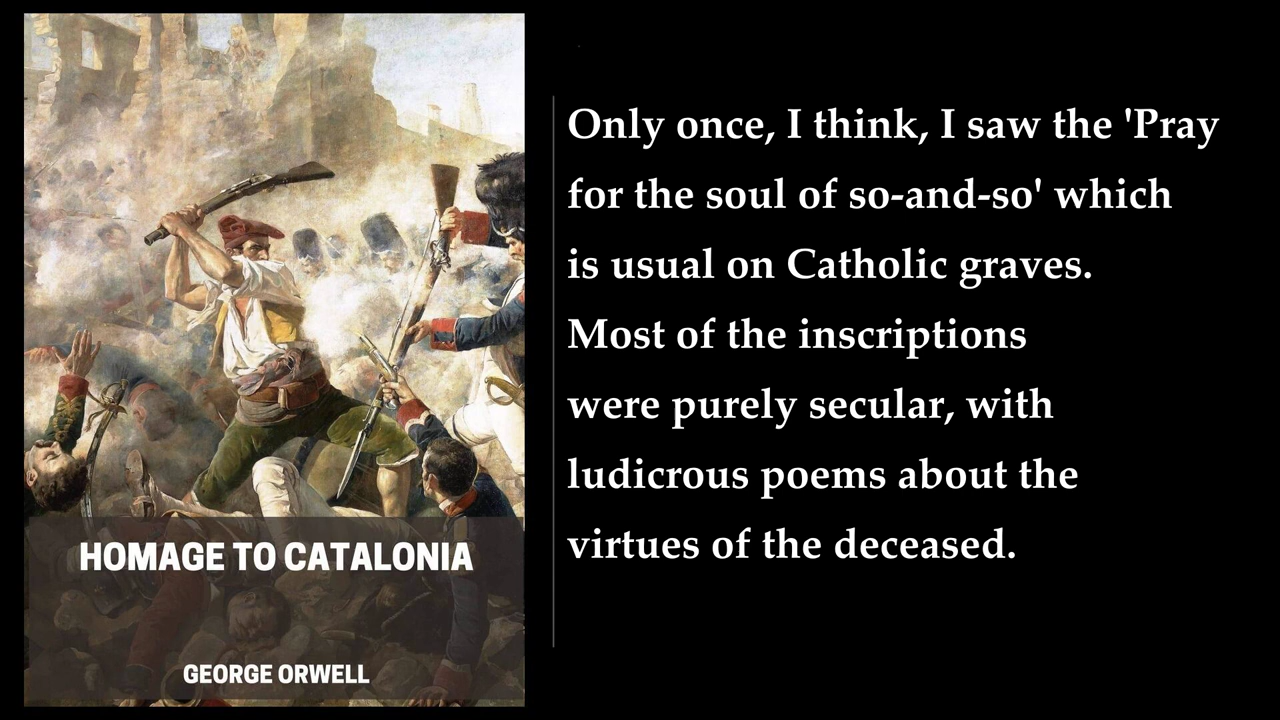 HOMAGE TO CATALONIA
GEORGE ORWELL
Only once, I think, I saw the 'Pray
for the soul of so-and-so' which
is usual on Catholic graves.
Most of the inscriptions
were purely secular, with
ludicrous poems about the
virtues of the deceased.